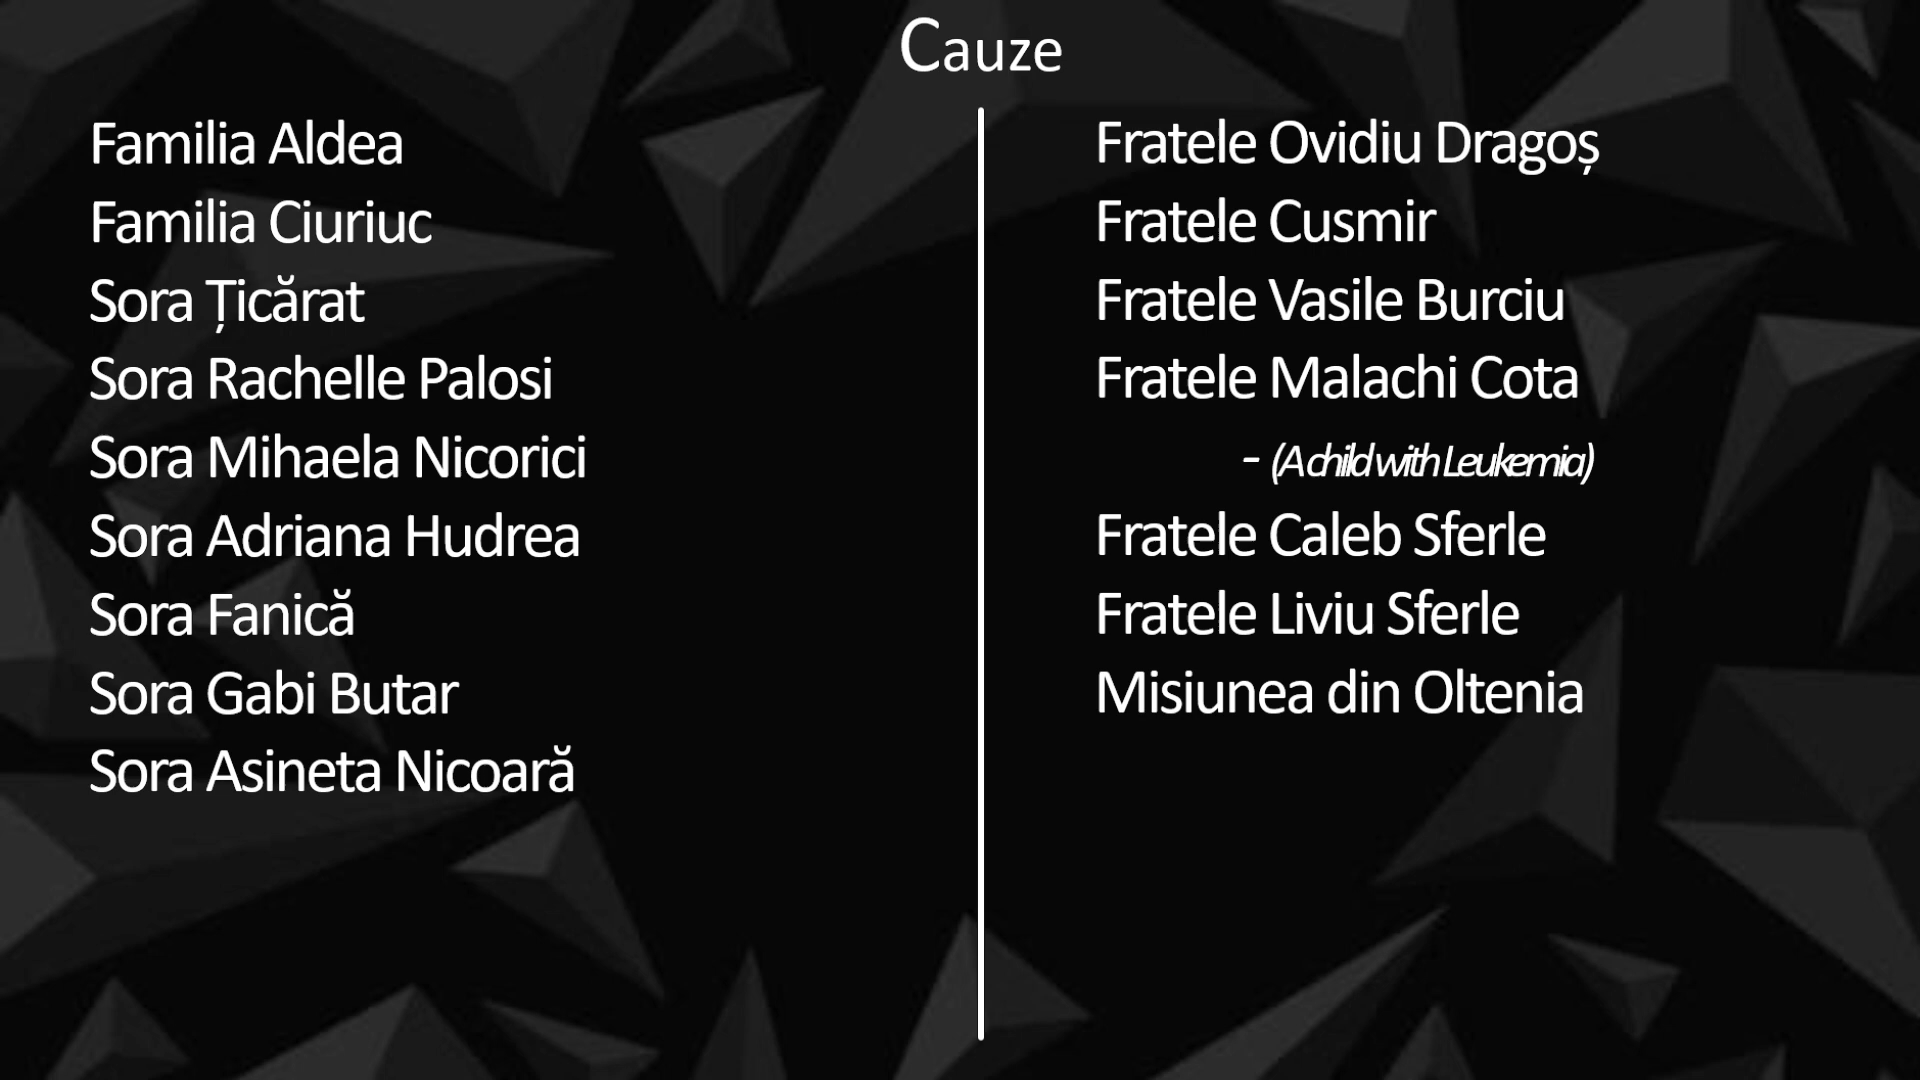 Cauze
Familia Aldea
Familia Ciuriuc
Sora Țicărat
Sora Rachelle Palosi
Sora Mihaela Nicorici
Sora Adriana Hudrea
Sora Fanică
Sora Gabi Butar
Sora Asineta Nicoară
Fratele Ovidiu Dragoș
Fratele Cusmir
Fratele Vasile Burciu
Fratele Malachi Cota
- (A child with Leukemia)
Fratele Caleb Sferle
Fratele Liviu Sferle
Misiunea din Oltenia